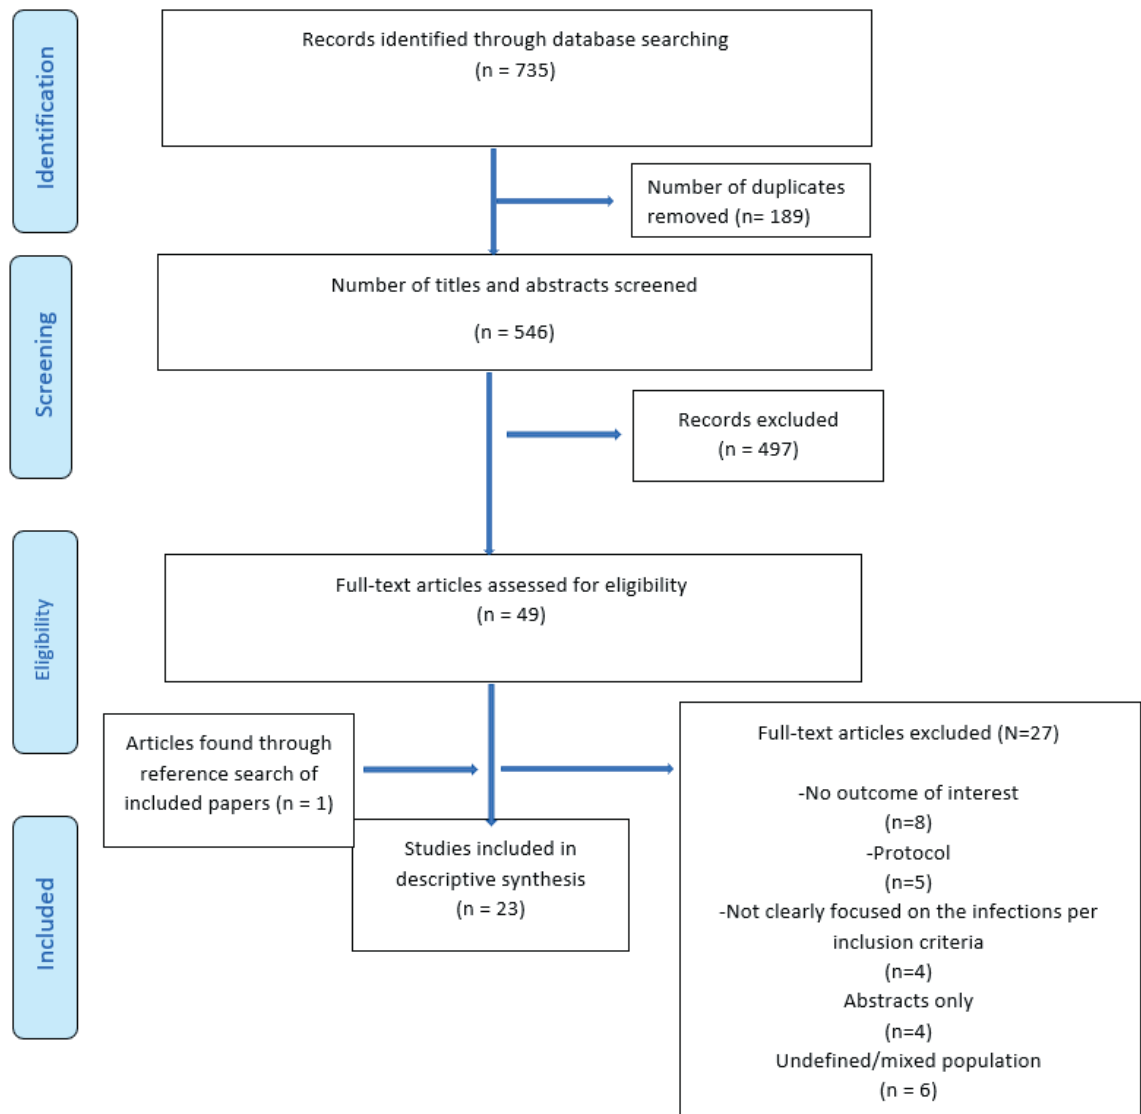 Identification
Records identified through database searching
(n = 735)
Number of duplicates
removed (n= 189)
Screening
Number of titles and abstracts screened
(n = 546)
Records excluded
(n = 497)
Eligibility
Full-text articles assessed for eligibility
(n = 49)
Articles found through
reference search of
included papers (n = 1)
Full-text articles excluded (N=27)
-No outcome of interest
(n=8)
-Protocol
(n=5)
-Not clearly focused on the infections per
inclusion criteria
(n=4)
Abstracts only
(n=4)
Undefined/mixed population
(n = 6)
Included
Studies included in
descriptive synthesis
(n = 23)